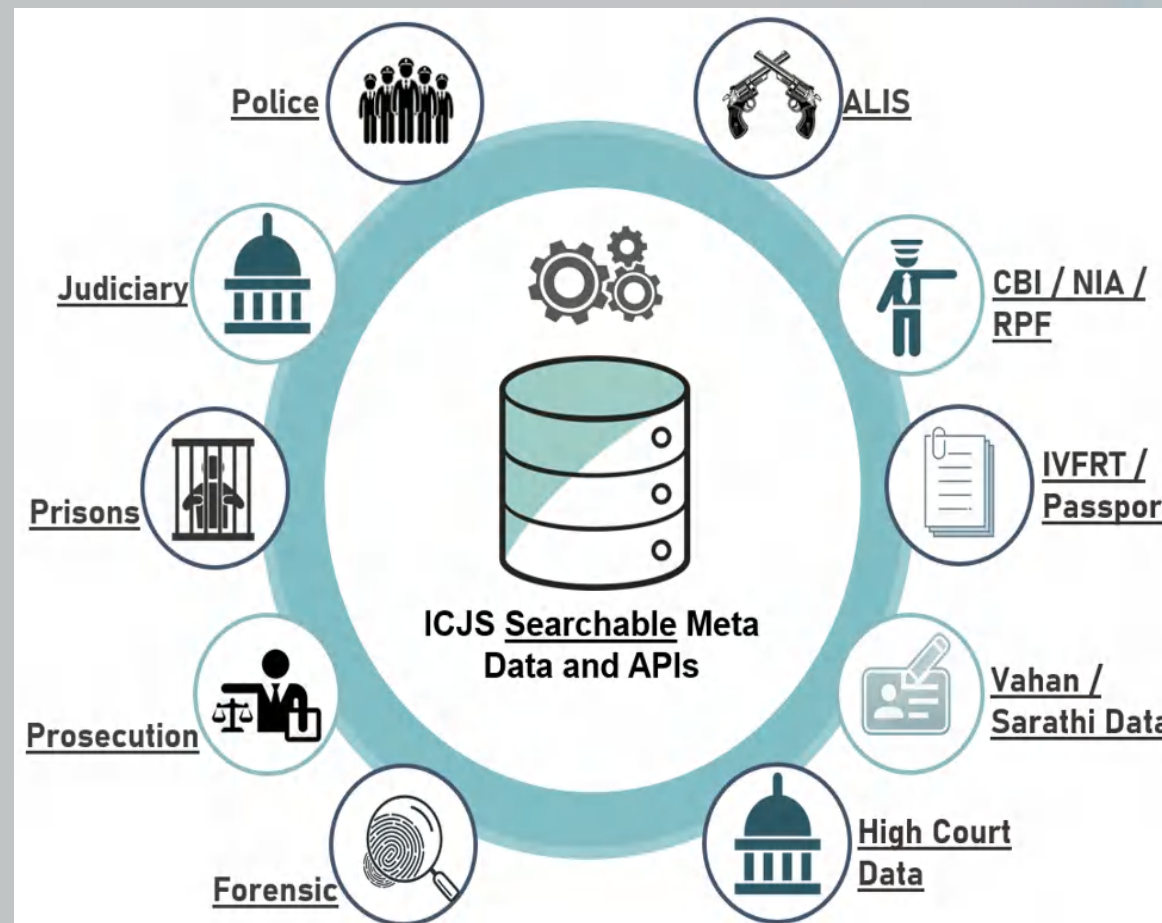 Police
ALIS
Judiciary
CBI / NIA /
RPF
Prisons
IVFRT /
Passpor
Prosecution
Vahan /
Sarathi Data
Forensic
High Court
Data
ICJS Searchable Meta
Data and APIs